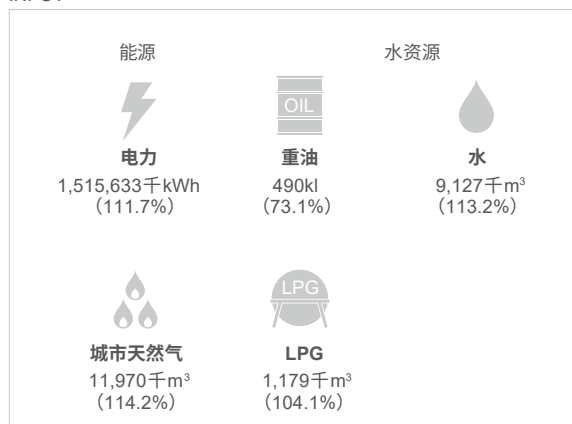 能源
水资源
OIL
电力
重油
水
1,515,633千kWh
490kl
9,127千m³
（111.7%）
（73.1%）
（113.2%）
LPG
城市天然气
LPG
11,970千m³
1,179千m³
（114.2%）
（104.1%）